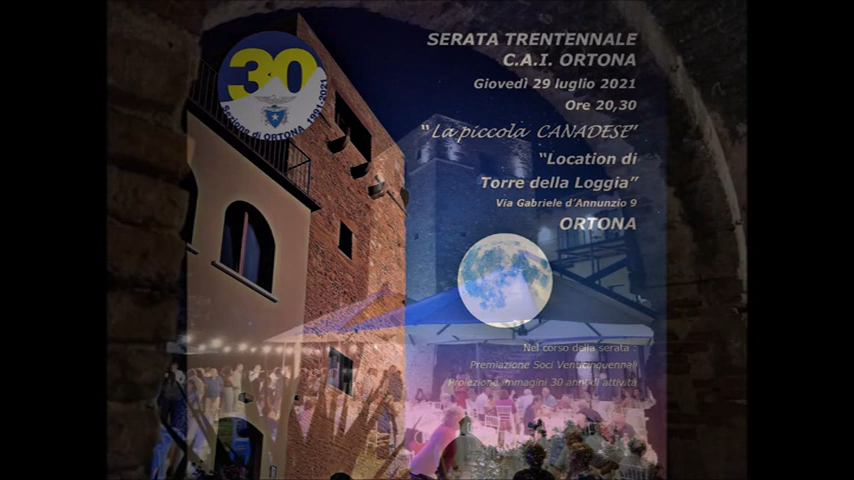 30
Sezione di ORTONA 1991-2021
SERATA TRENTENNALE
C.A.I. ORTONA
Giovedì 29 luglio 2021
Ore 20,30
“La piccola CANADESE”
“Location di
Torre della Loggia”
Via Gabriele d’Annunzio 9
ORTONA
Nel corso della serata :
Premiazione Soci Venticinquennali
Proiezione immagini 30 anni di attività